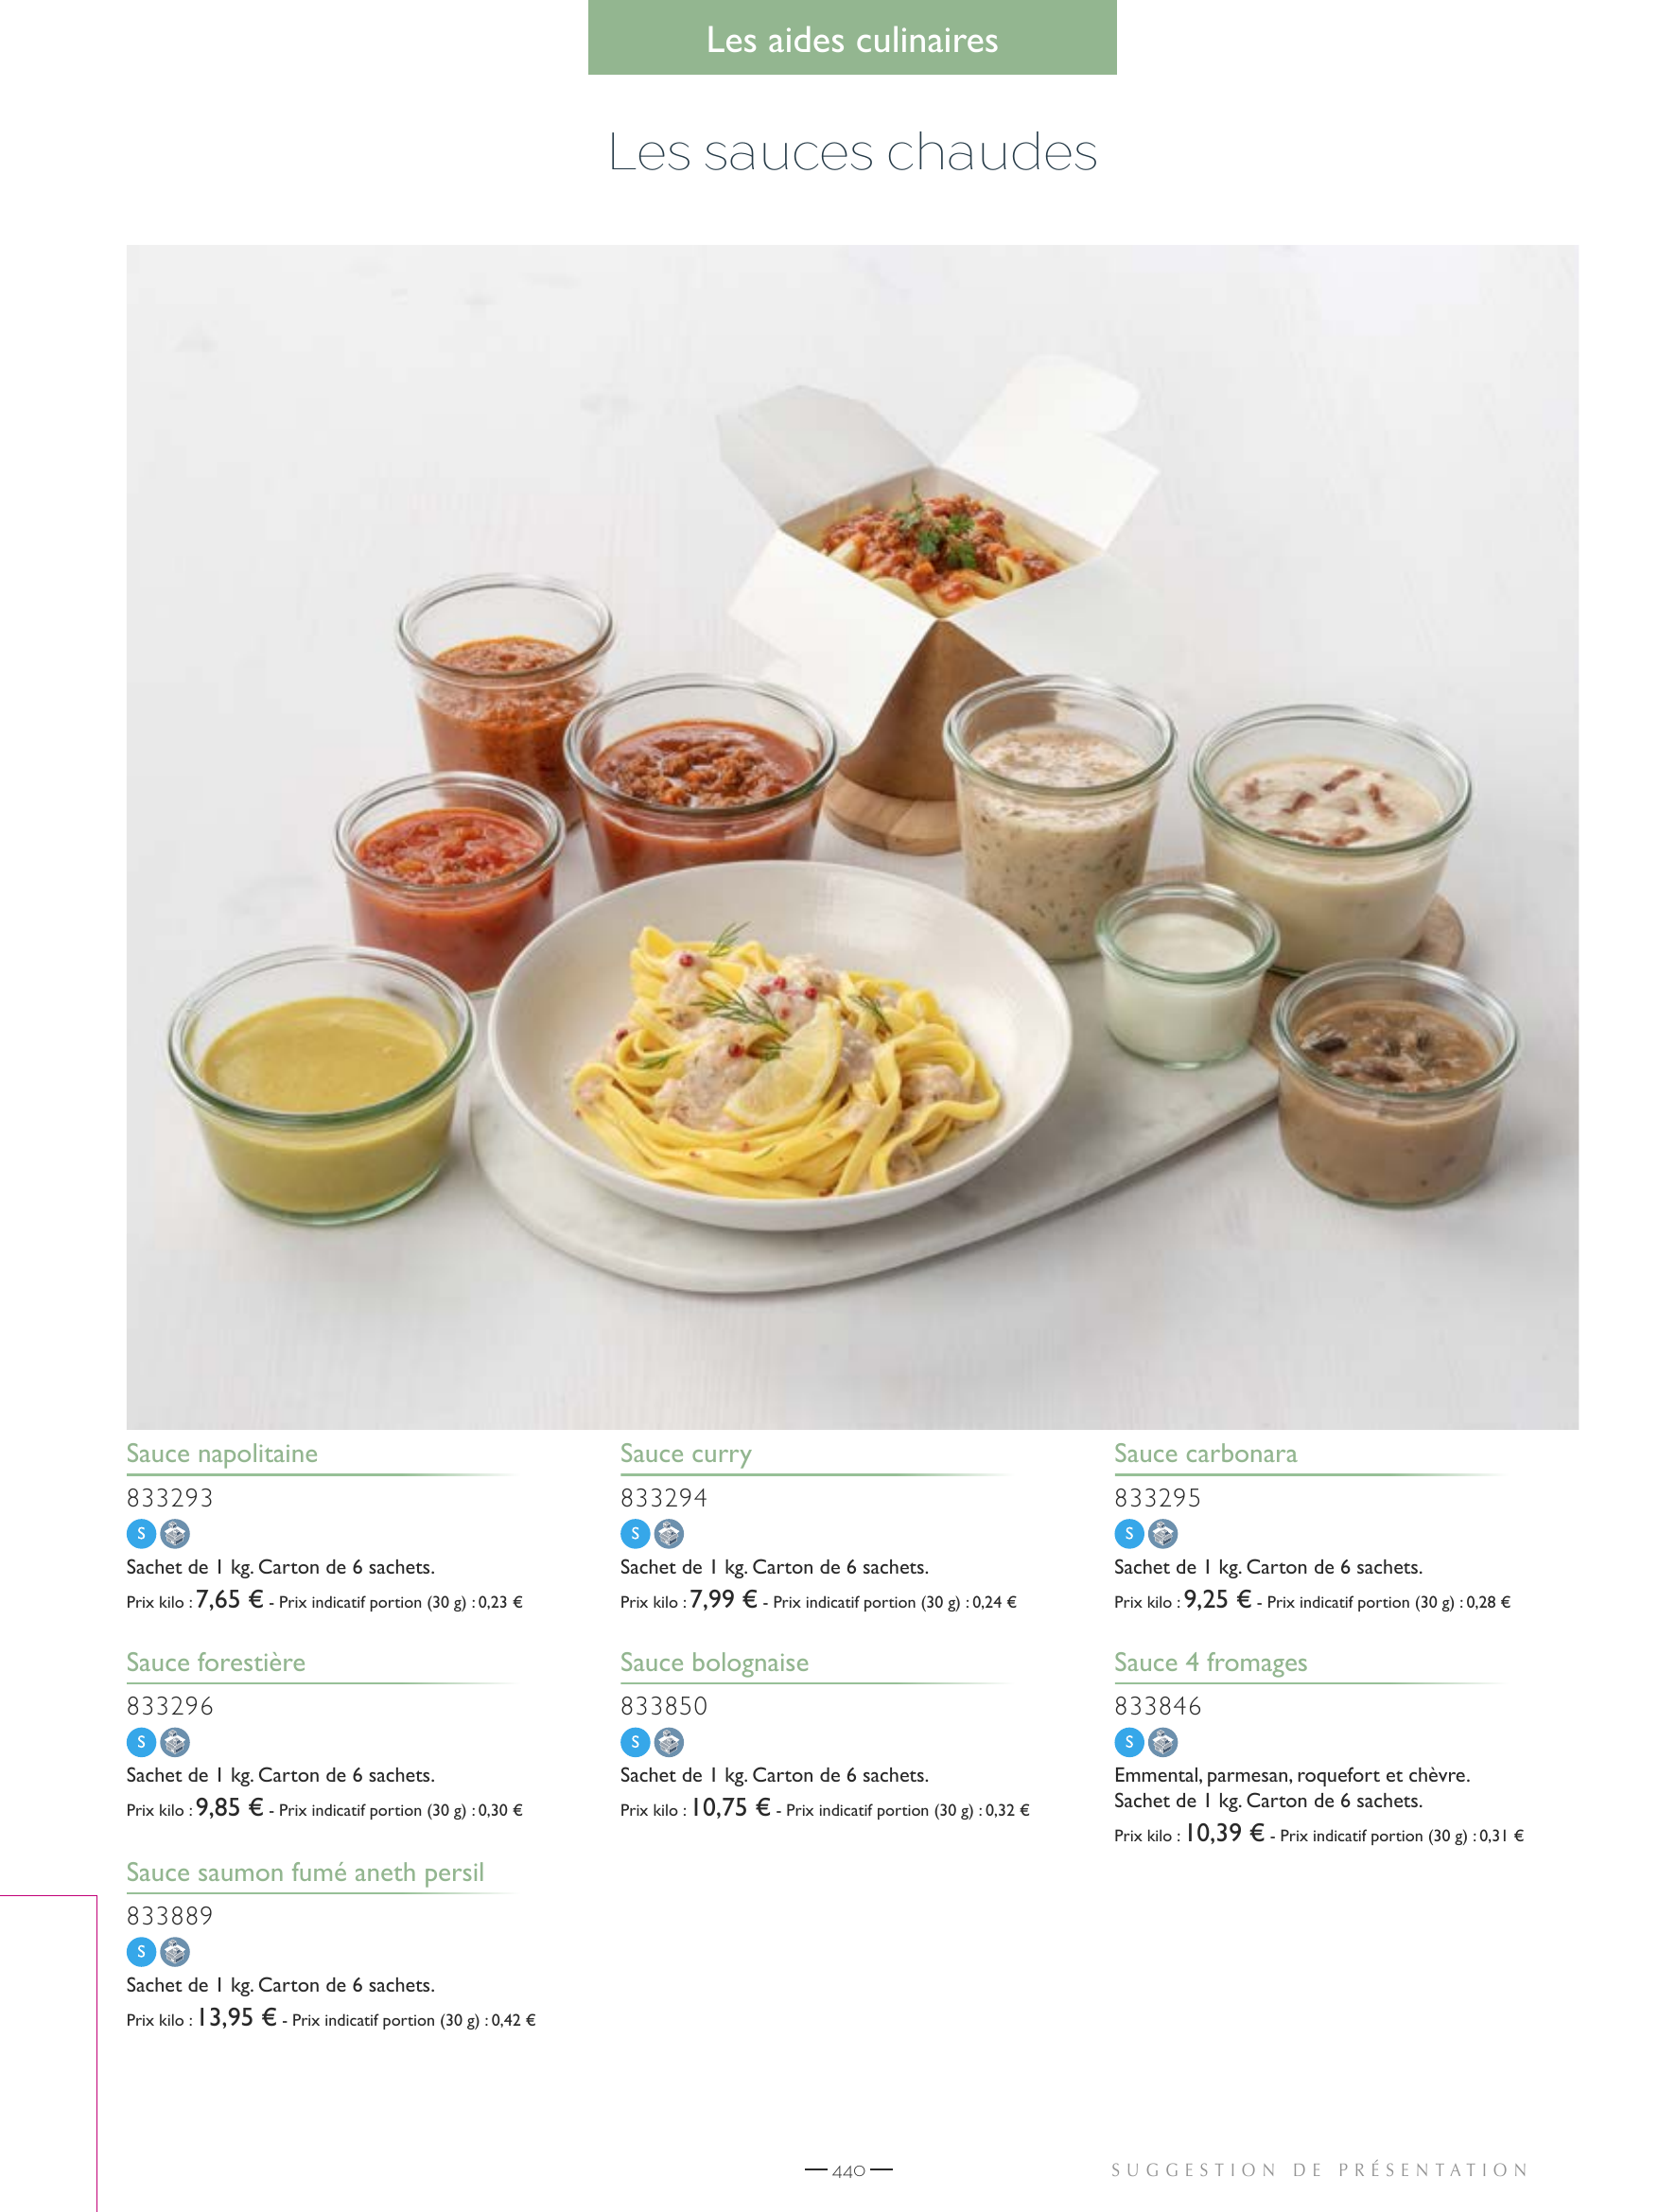 Les aides culinaires
Les sauces chaudes
Sauce napolitaine
833293
S
Sachet de 1 kg. Carton de 6 sachets.
Prix kilo : 7,65 € - Prix indicatif portion (30 g) : 0,23 €
Sauce curry
833294
S
Sachet de 1 kg. Carton de 6 sachets.
Prix kilo : 7,99 € - Prix indicatif portion (30 g) : 0,24 €
Sauce carbonara
833295
S
Sachet de 1 kg. Carton de 6 sachets.
Prix kilo : 9,25 € - Prix indicatif portion (30 g) : 0,28 €
Sauce forestière
833296
S
Sachet de 1 kg. Carton de 6 sachets.
Prix kilo : 9,85 € - Prix indicatif portion (30 g) : 0,30 €
Sauce bolognaise
833850
S
Sachet de 1 kg. Carton de 6 sachets.
Prix kilo : 10,75 € - Prix indicatif portion (30 g) : 0,32 €
Sauce 4 fromages
833846
S
Emmental, parmesan, roquefort et chèvre.
Sachet de 1 kg. Carton de 6 sachets.
Prix kilo : 10,39 € - Prix indicatif portion (30 g) : 0,31 €
Sauce saumon fumé aneth persil
833889
S
Sachet de 1 kg. Carton de 6 sachets.
Prix kilo : 13,95 € - Prix indicatif portion (30 g) : 0,42 €
— 440 —
SUGGESTION DE PRÉSENTATION